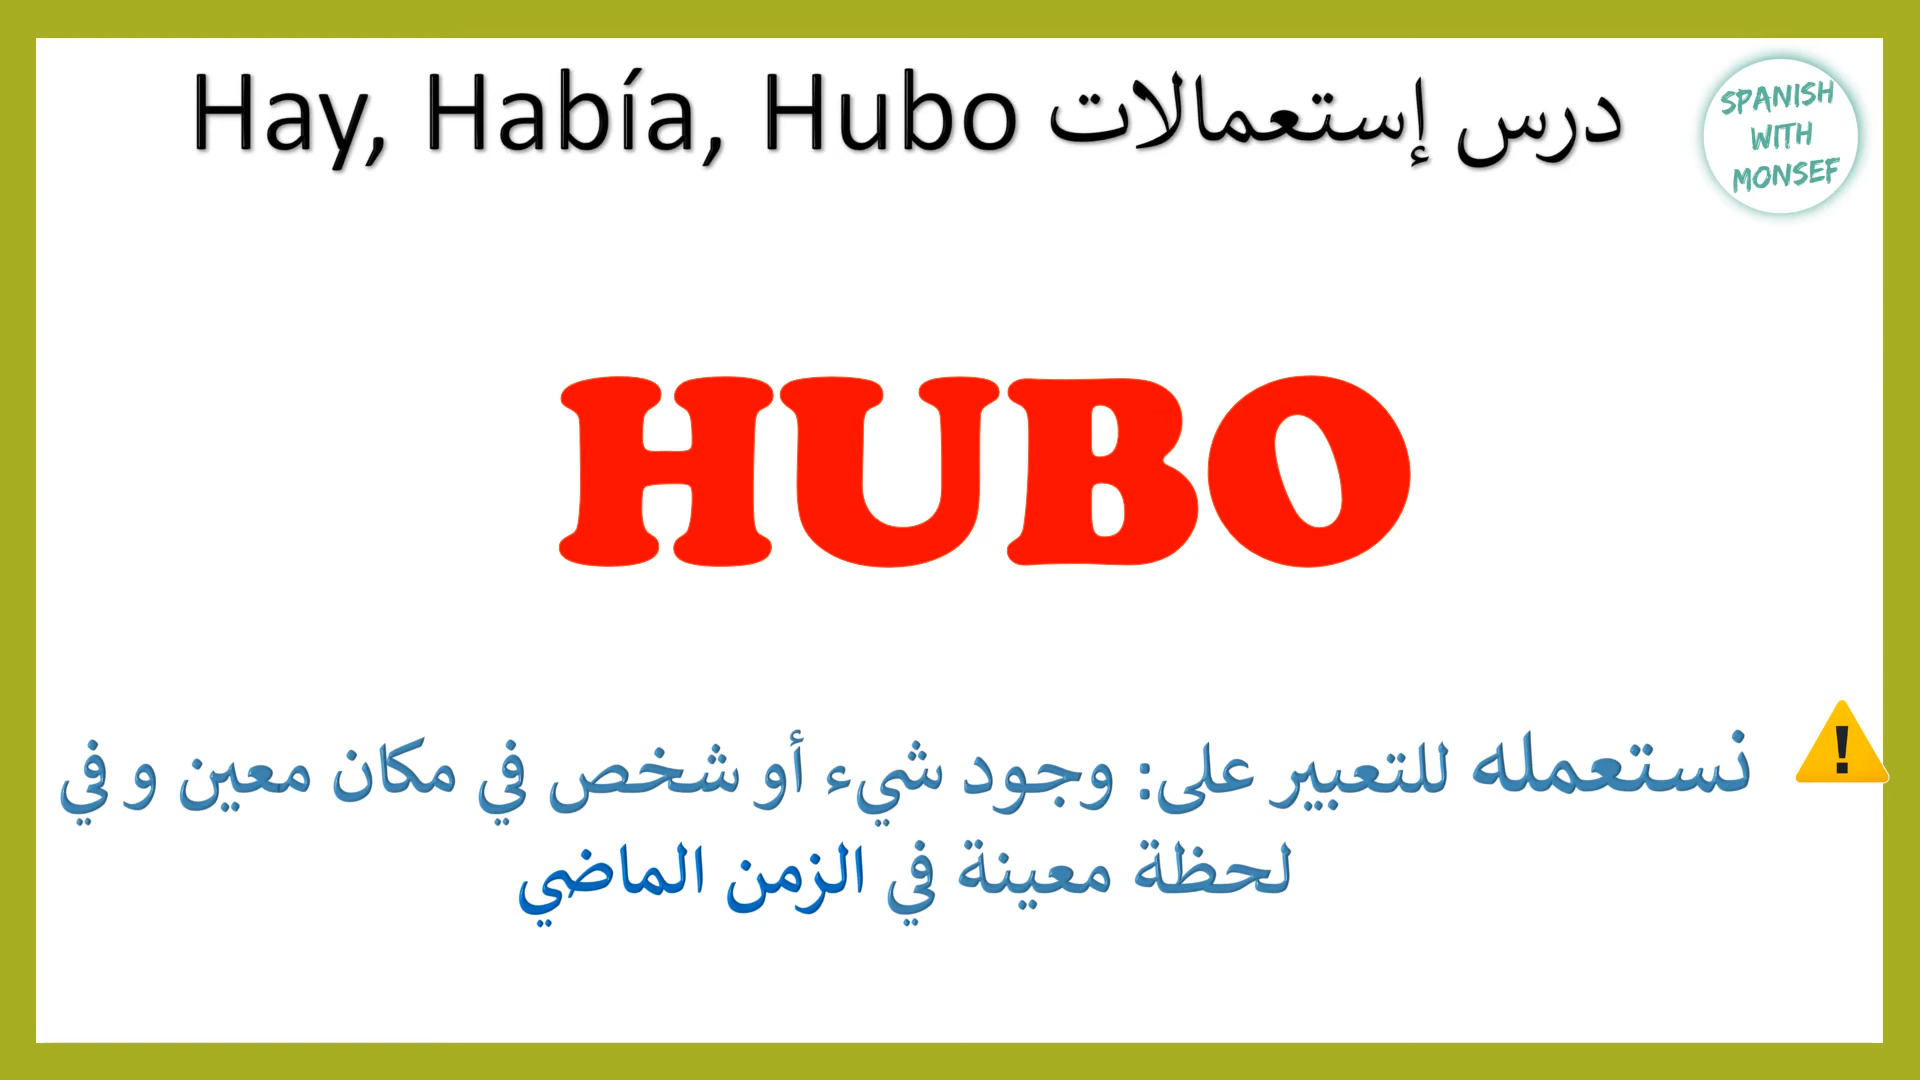 درس إستعمالات Hay, Había, Hubo
SPANISH
WITH
MONSEF
HUBO
نستعمله للتعبير على: وجود شيء أو شخص في مكان معين و في
لحظة معينة في الزمن الماضي